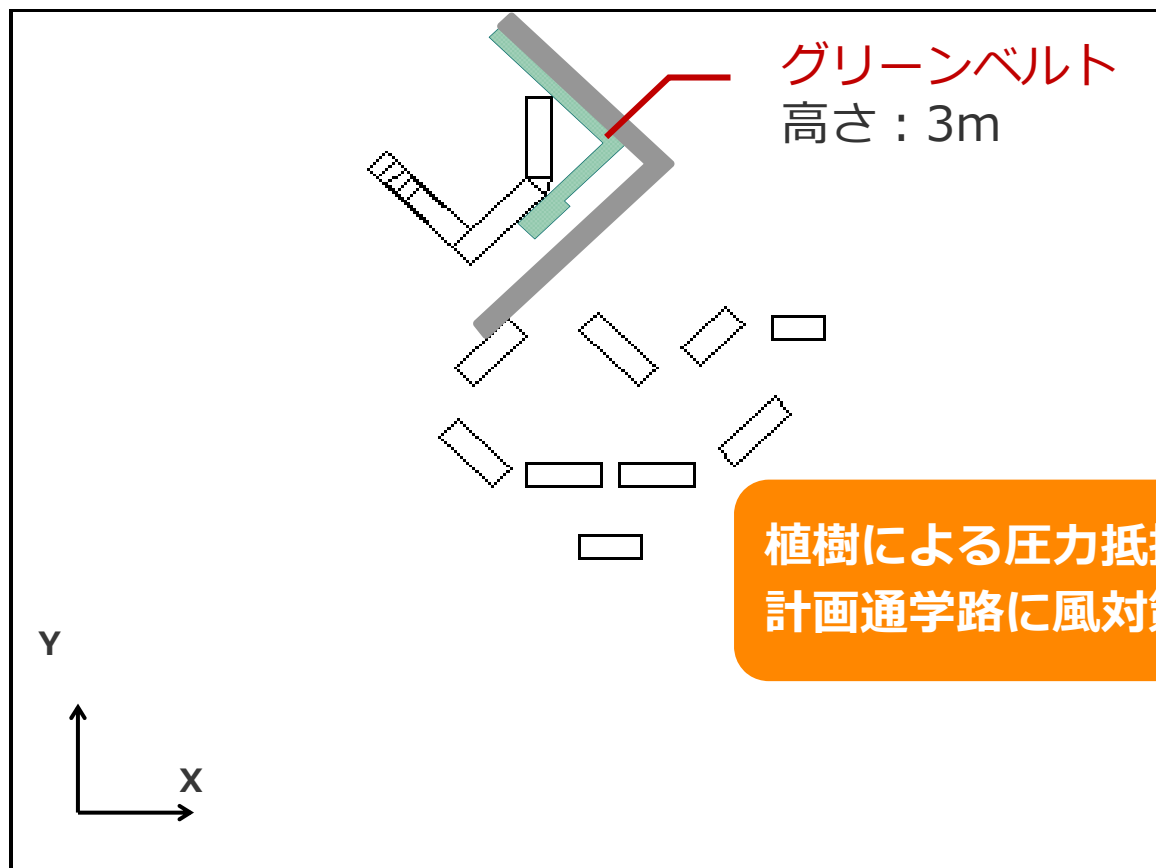 グリーンベルト
高さ：3m
植樹による圧力抵
計画通学路に風対
Y
X